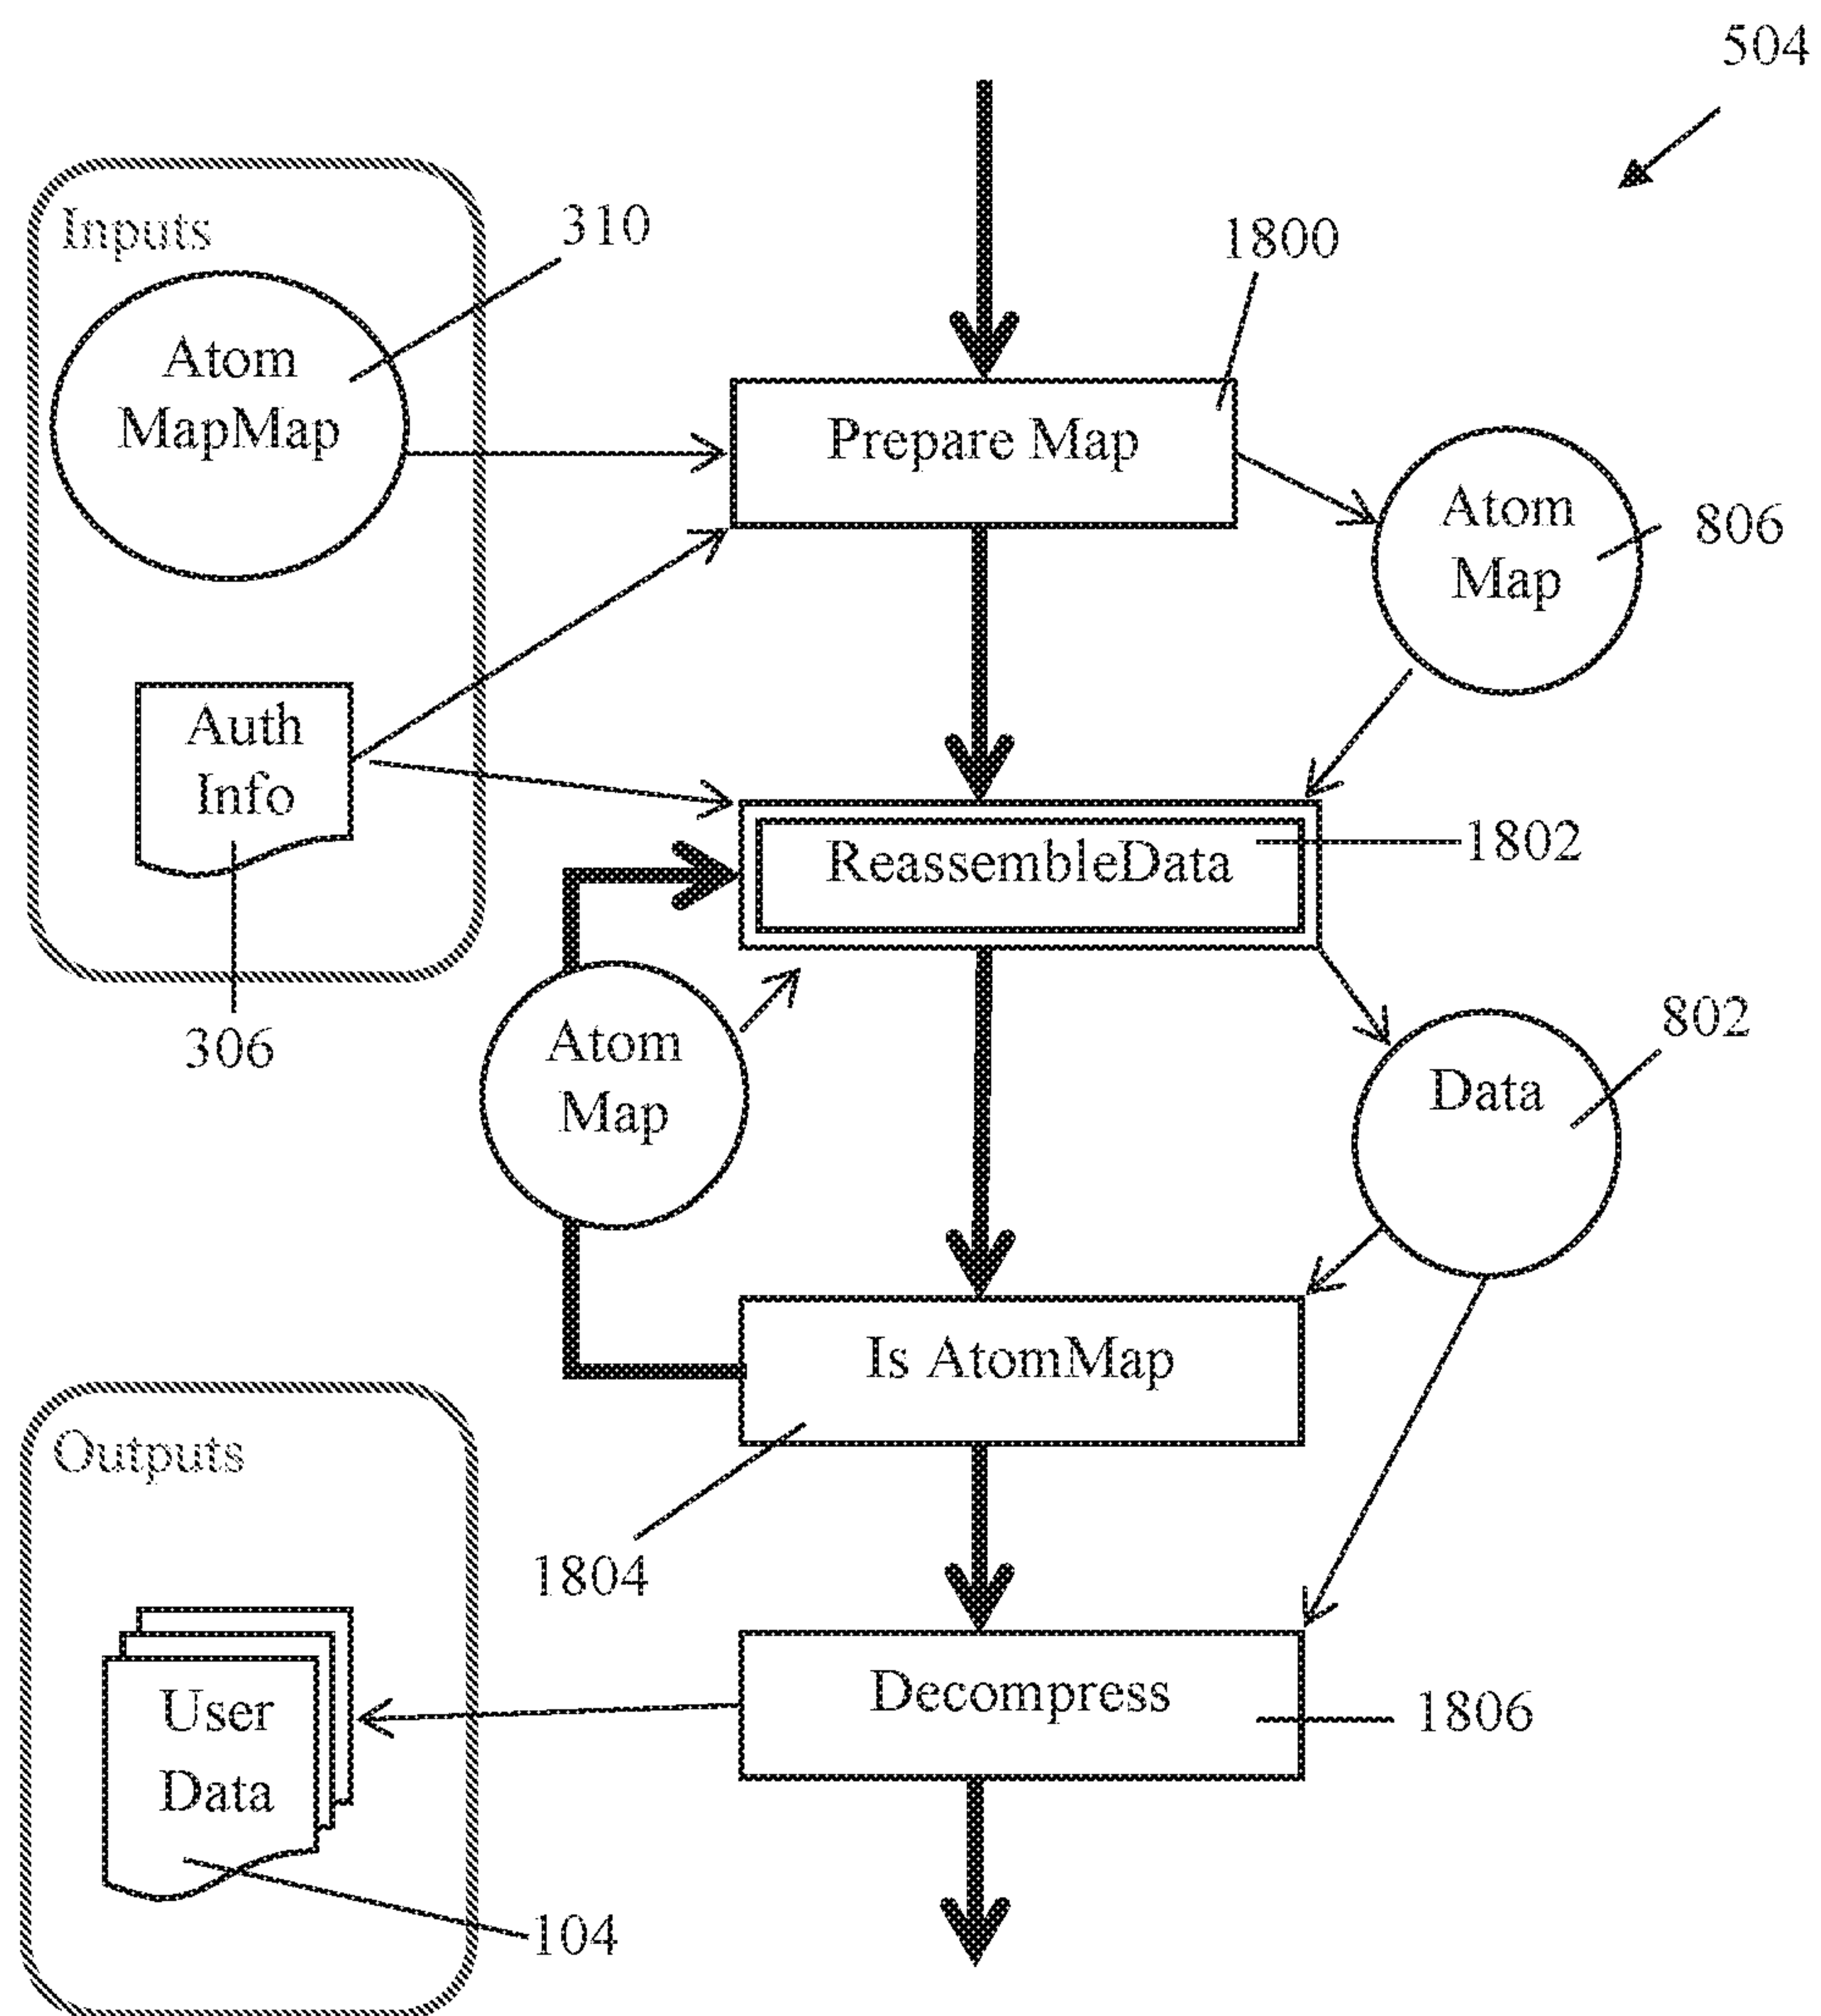 504
Inputs
310
1800
Atom
MapMap
Prepare Map
Atom
Map
806
Auth
Info
ReassembleData
1802
306
Atom
Map
802
Data
Is AtomMap
Outputs
1804
User
Data
Decompress
1806
104